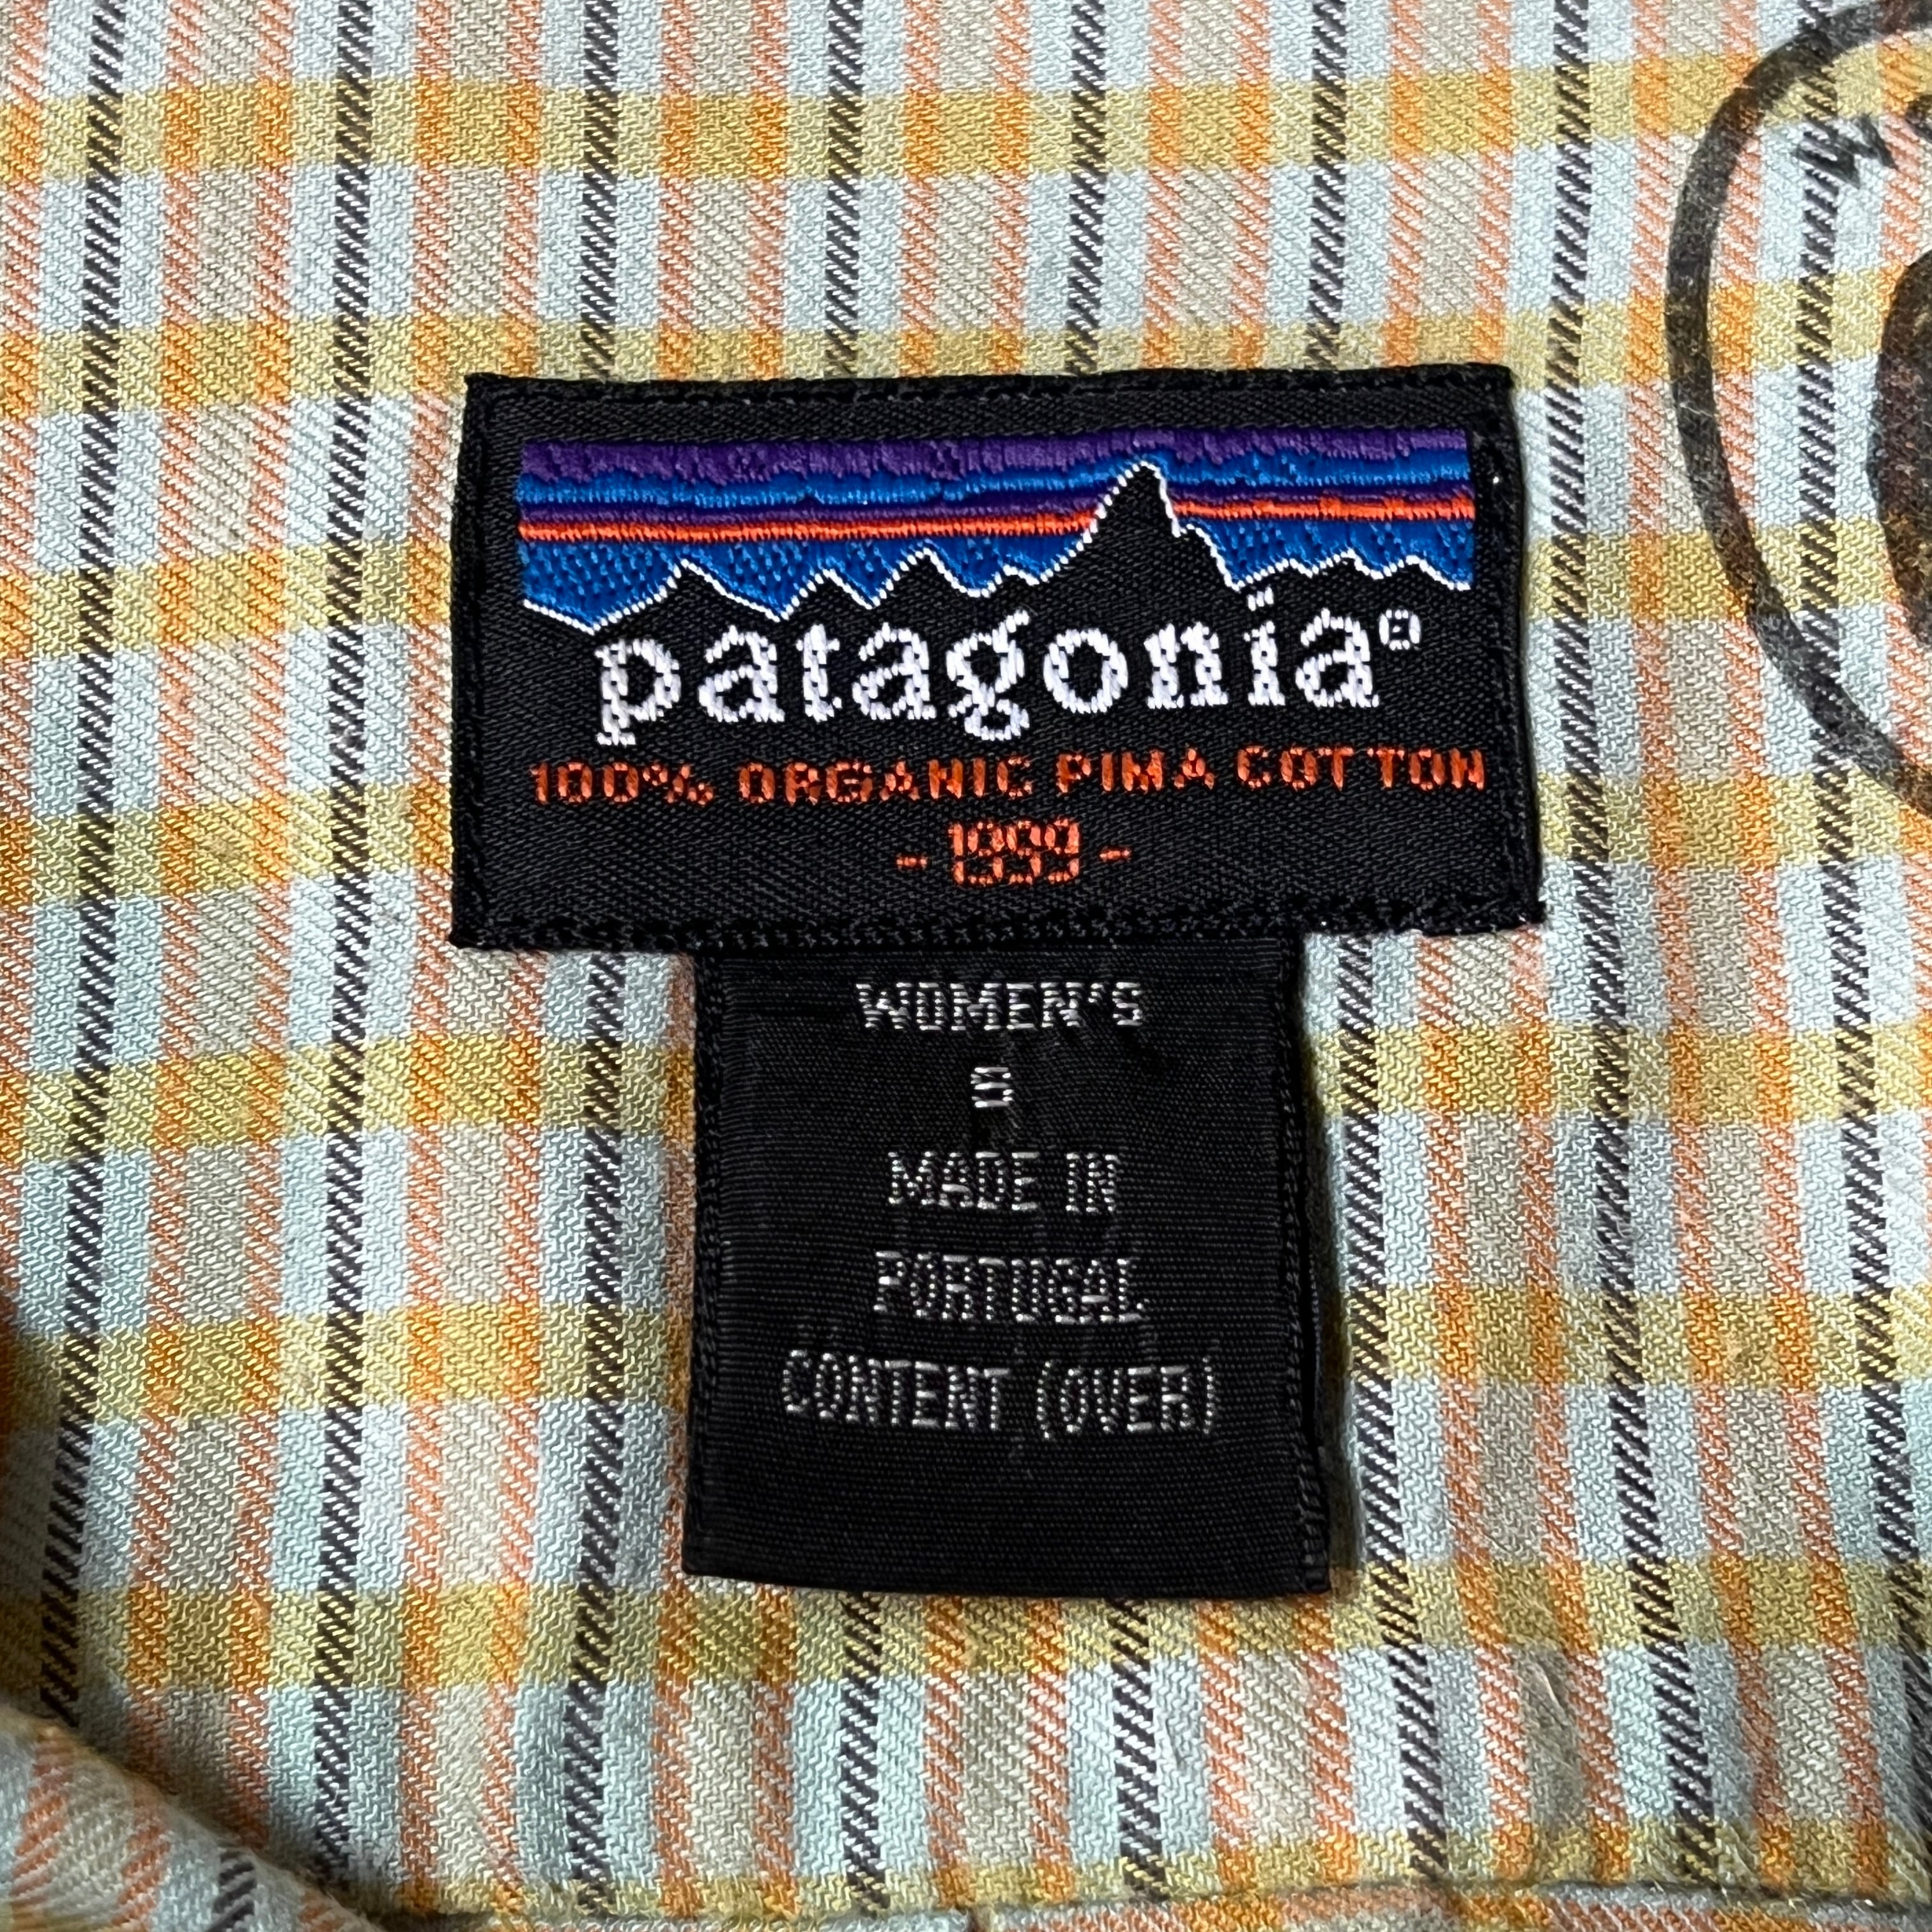 patagonia®
100% ORGANIC PIMA COTTON
- 1999 -
WOMEN'S
S
MADE IN
PORTUGAL
CONTENT (OVER)